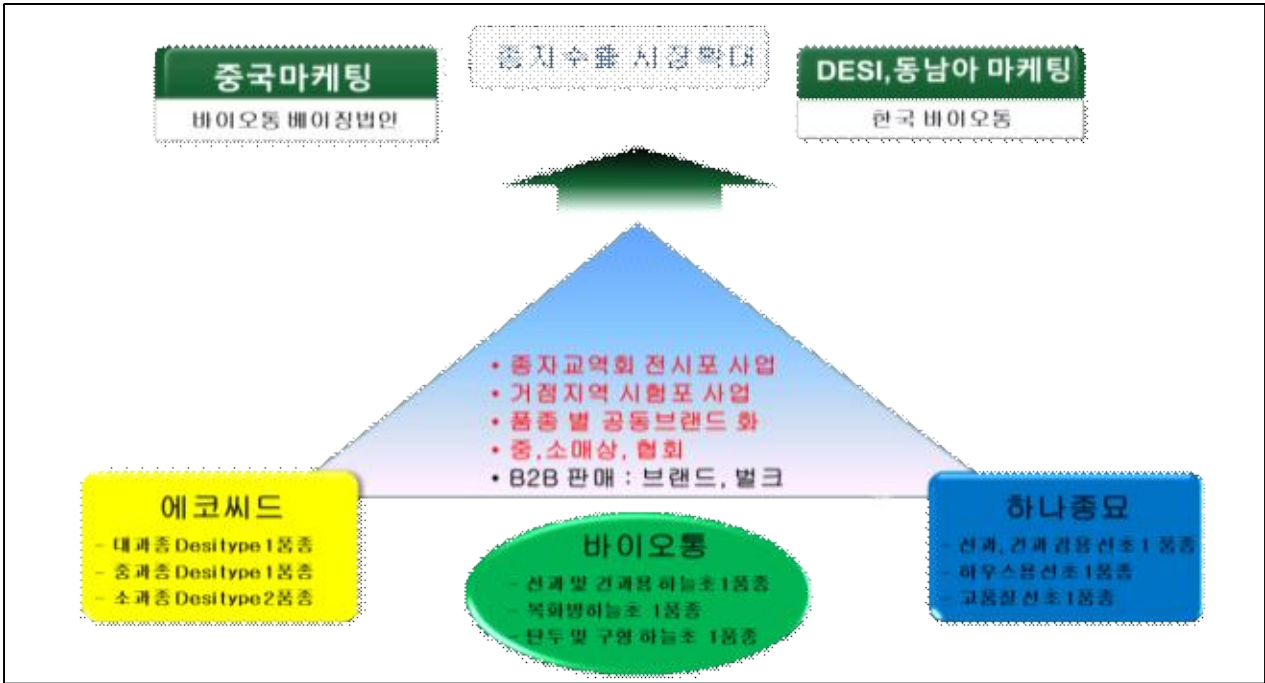 종자수출 시장확대
중국마케팅
바이오통 베이징법인
DESI,동남아 마케팅
한국 바이오통
• 종자교역회 전시포 사업
• 거점지역 시험포 사업
• 품종 별 공동브랜드 화
• 중,소매상, 협회
• B2B 판매 : 브랜드, 벌크
에코씨드
- 대과종 Desitype 1품종
- 중과종 Desitype 1품종
- 소과종 Desitype 2품종
바이오통
- 선과 및 건과용 하늘초 1품종
- 복화방하늘초 1품종
- 단두 및 구형 하늘초 1품종
하나종묘
- 선과, 건과 겸용 선초 1 품종
- 하우스용 선초 1품종
- 고품질 선초 1품종